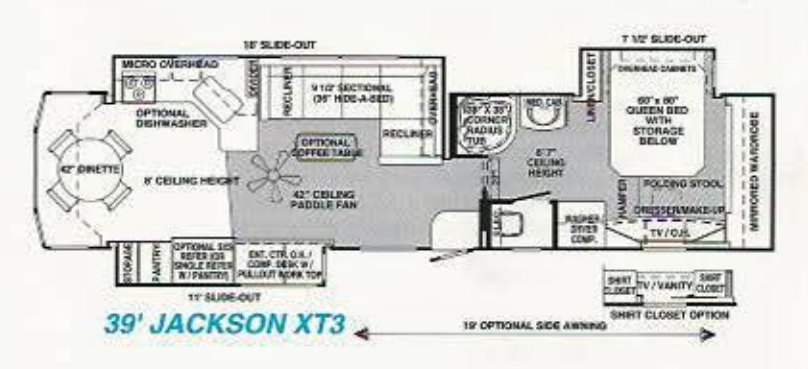 18' SLIDE-OUT
7 1/2' SLIDE-OUT
MICRO OVERHEAD
OPTIONAL
DISHWASHER
RECLINER
9 1/2' SECTIONAL
(36" HIDE-A-BED)
OVERHEAD
RECLINER
OPTIONAL
COFFEE TABLE
38" X 38"
CORNER
RADIUS
TUB
MED. CAB.
LINEN/CLOSET
OVERHEAD CABINETS
60" x 80"
QUEEN BED
WITH
STORAGE
BELOW
MIRRORED WARDROBE
42" DINETTE
8' CEILING HEIGHT
42" CEILING
PADDLE FAN
6' 7"
CEILING
HEIGHT
FOLDING STOOL
HAMPER
DRESSER/MAKE-UP
TV / O.H.
WASHER
DRYER
COMP.
STORAGE
PANTRY
OPTIONAL SXS
REFER (OR
SINGLE REFER
W / PANTRY)
ENT. CTR. O.H. /
COMP. DESK W /
PULLOUT WORK TOP
11' SLIDE-OUT
SHIRT
CLOSET
TV / VANITY
SHIRT
CLOSET
SHIRT CLOSET OPTION
39' JACKSON XT3
19' OPTIONAL SIDE AWNING